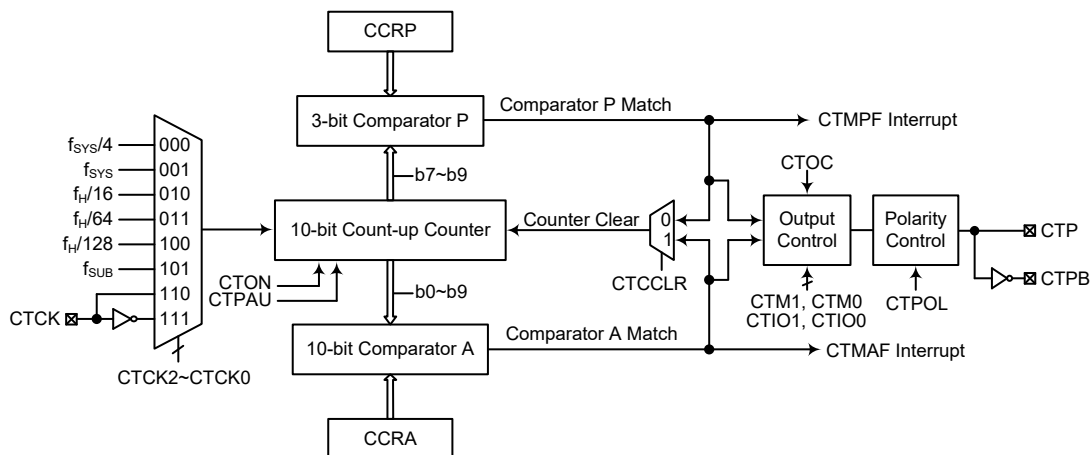 CCRP
3-bit Comparator P
Comparator P Match
CTMPF Interrupt
b7~b9
fSYS/4
fSYS
fH/16
fH/64
fH/128
fSUB
000
001
010
011
100
101
110
111
CTCK
CTCK2~CTCK0
10-bit Count-up Counter
CTON
CTPAU
Counter Clear
0
1
CTCCLR
CTOC
Output
Control
CTM1, CTM0
CTIO1, CTIO0
Polarity
Control
CTPOL
CTP
CTPB
b0~b9
10-bit Comparator A
Comparator A Match
CTMAF Interrupt
CCRA